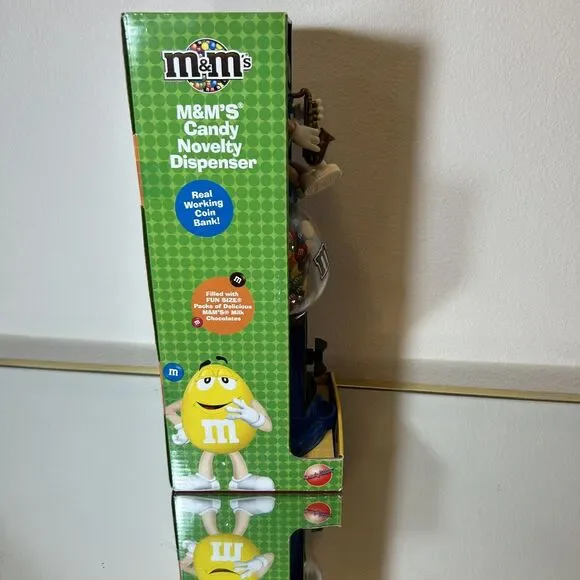 m&m's
M&M'S®
Candy
Novelty
Dispenser
Real
Working
Coin
Bank!
m
Filled with
FUN SIZE®
Packs of Delicious
M&M'S® Milk
Chocolates
m
m
m
m